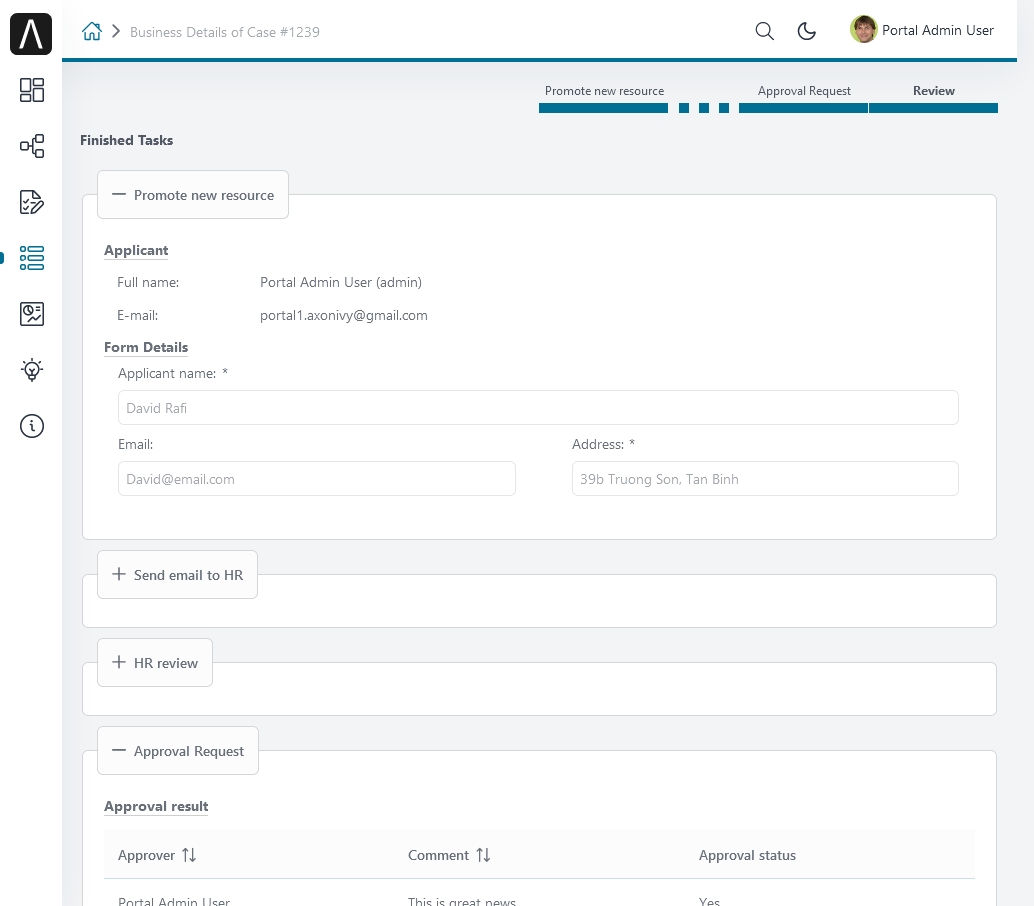 Business Details of Case #1239
Portal Admin User
Promote new resource
Approval Request
Review
Finished Tasks
Promote new resource
Applicant
Full name:
Portal Admin User (admin)
E-mail:
portal1.axonivy@gmail.com
Form Details
Applicant name: *
David Rafi
Email:
Address: *
David@email.com
39b Truong Son, Tan Binh
Send email to HR
HR review
Approval Request
Approval result
Approver
Comment
Approval status
Portal Admin User
This is great news
Yes